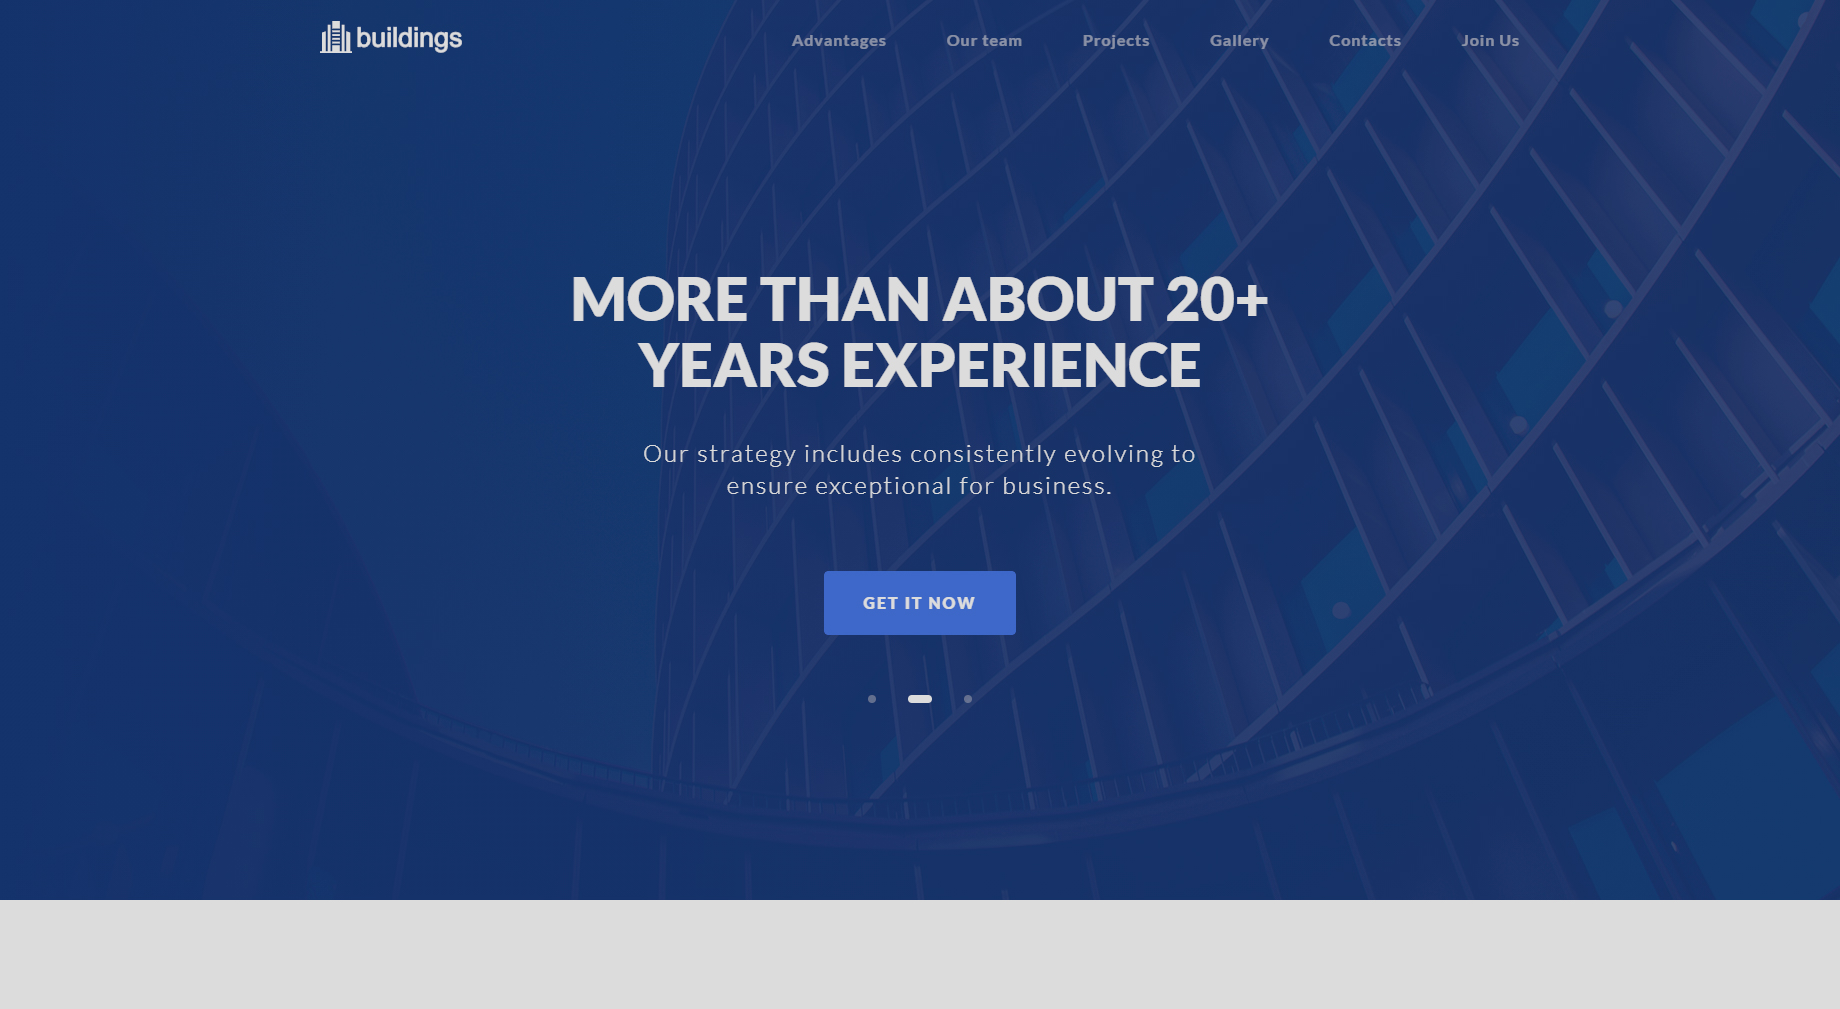 buildings
Advantages
Our team
Projects
Gallery
Contacts
Join Us
MORE THAN ABOUT 20+
YEARS EXPERIENCE
Our strategy includes consistently evolving to
ensure exceptional for business.
GET IT NOW